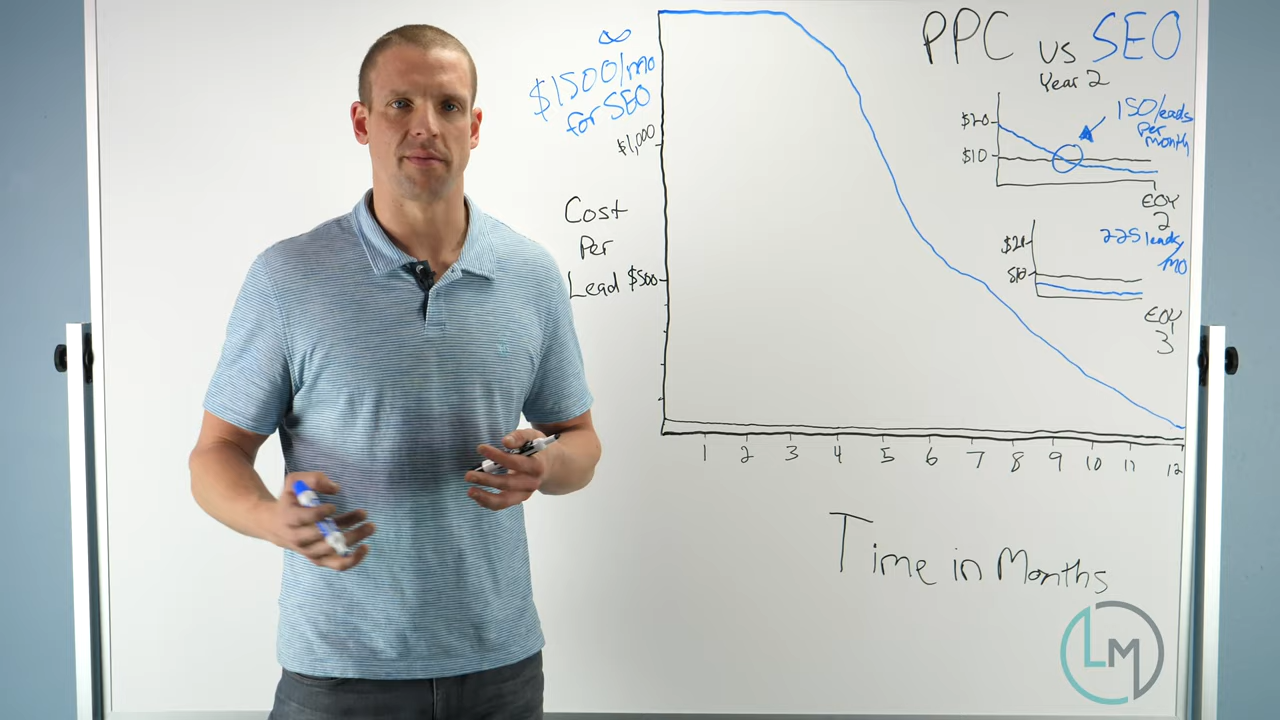 PPC vs SEO
∞
$1500/mo
for SEO
$1,000
Cost
Per
Lead $500
1 2 3 4 5 6 7 8 9 10 11 12
Time in Months
Year 2
$20
$10
150/leads
per
month
EOY
2
$20
$10
225 leads/
mo
EOY
3
LM